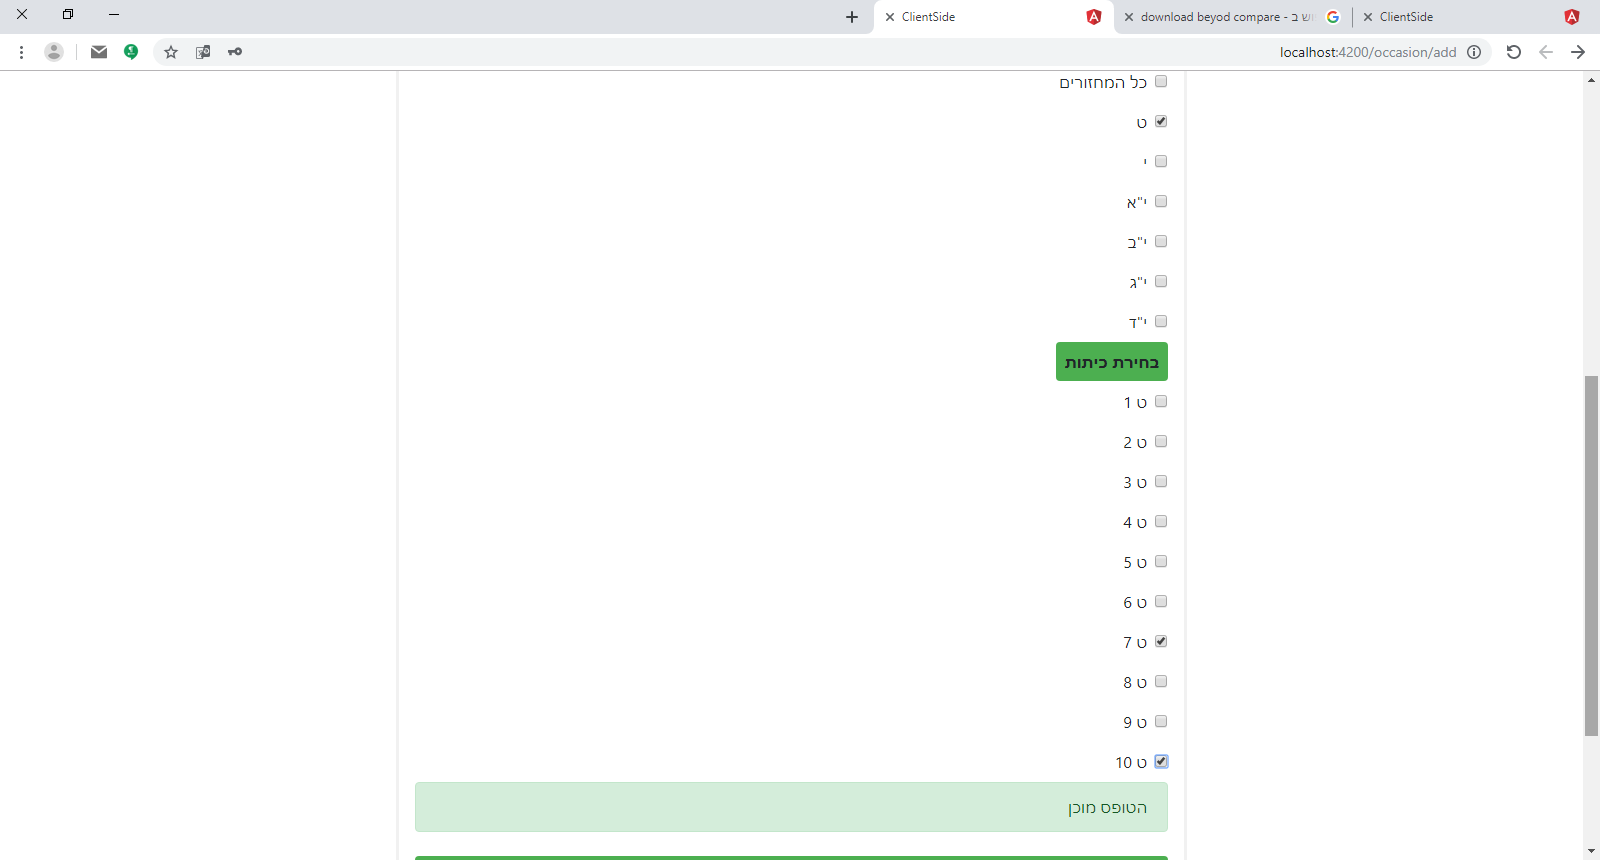 ClientSide
download beyod compare - וש ב
ClientSide
localhost:4200/occasion/add
כל המחזורים
ט
י
י"א
י"ב
י"ג
י"ד
בחירת כיתות
ט 1
ט 2
ט 3
ט 4
ט 5
ט 6
ט 7
ט 8
ט 9
ט 10
הטופס מוכן